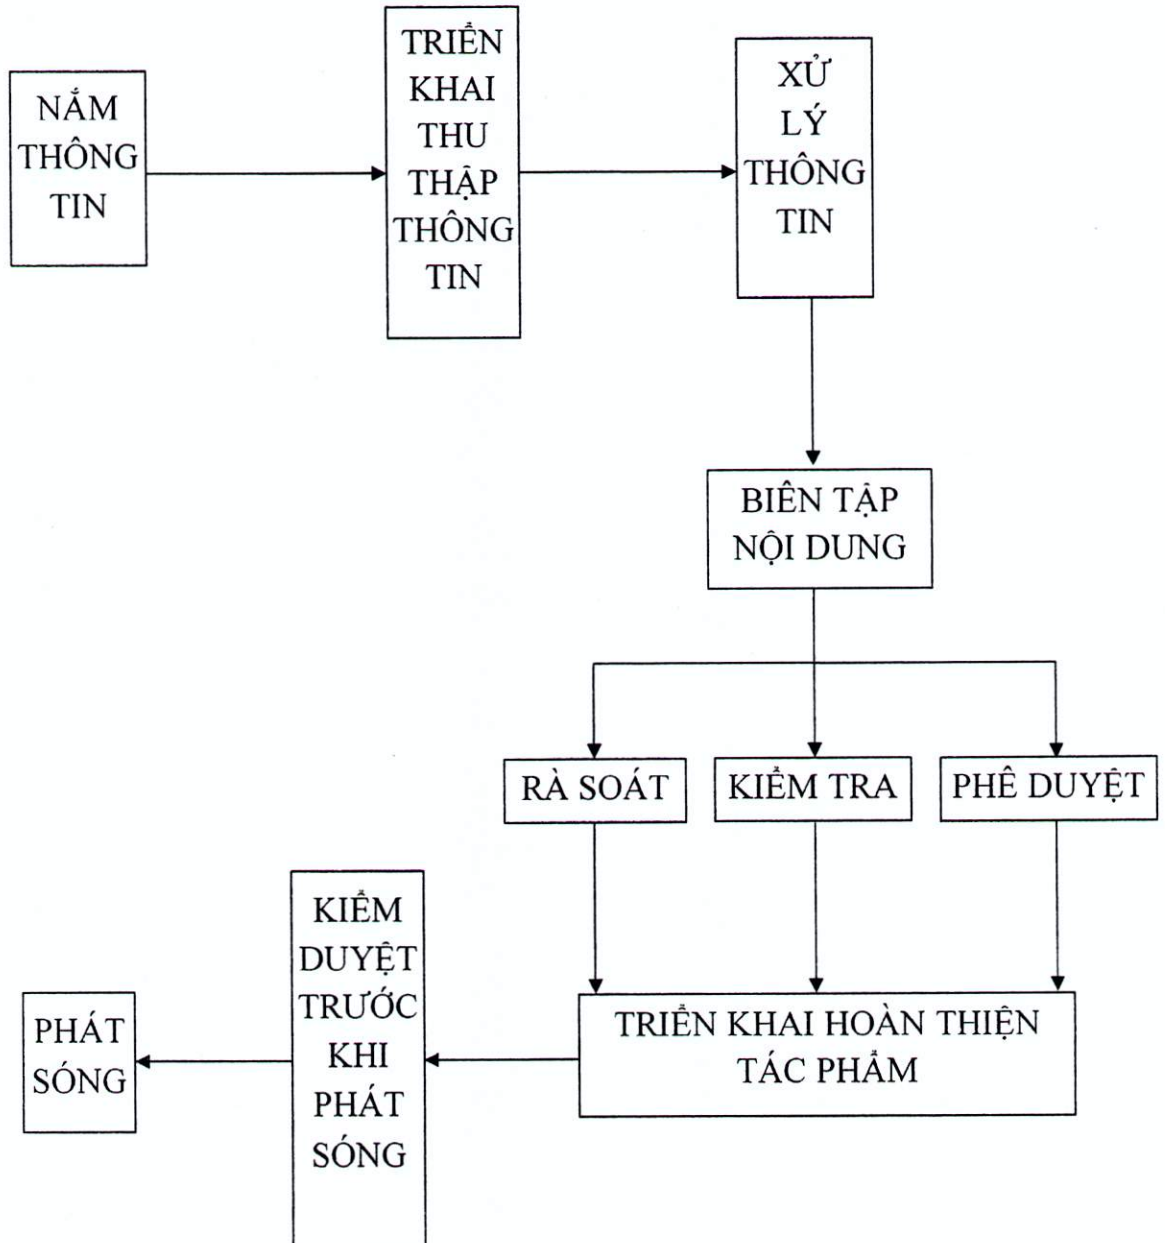 NẮM
THÔNG
TIN
TRIỂN
KHAI
THU
THẬP
THÔNG
TIN
XỬ
LÝ
THÔNG
TIN
BIÊN TẬP
NỘI DUNG
RÀ SOÁT
KIỂM TRA
PHÊ DUYỆT
TRIỂN KHAI HOÀN THIỆN
TÁC PHẨM
KIỂM
DUYỆT
TRƯỚC
KHI
PHÁT
SÓNG
PHÁT
SÓNG